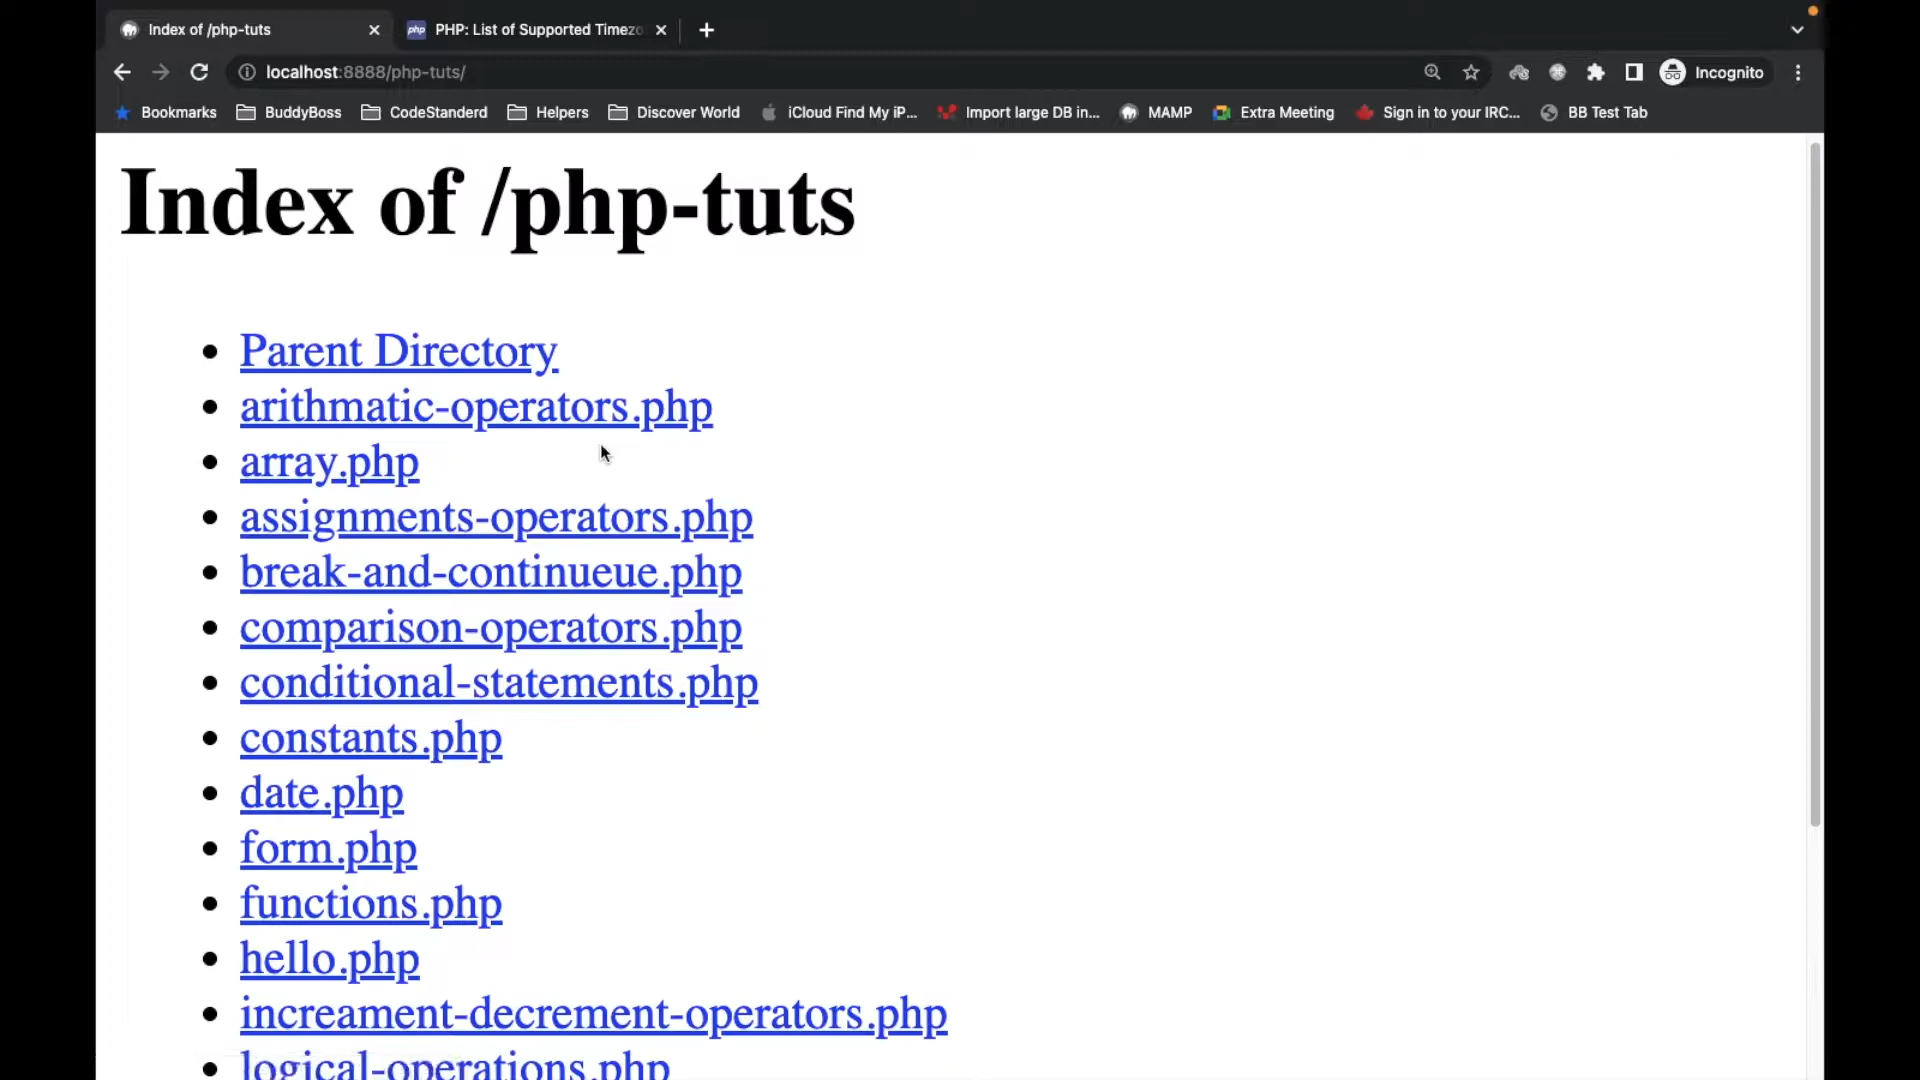 Index of /php-tuts
PHP: List of Supported Timezo
localhost:8888/php-tuts/
Incognito
Bookmarks BuddyBoss CodeStanderd Helpers Discover World iCloud Find My iP... Import large DB in... MAMP Extra Meeting Sign in to your IRC... BB Test Tab
Index of /php-tuts
Parent Directory
arithmatic-operators.php
array.php
assignments-operators.php
break-and-continueue.php
comparison-operators.php
conditional-statements.php
constants.php
date.php
form.php
functions.php
hello.php
increament-decrement-operators.php
logical-operations.php